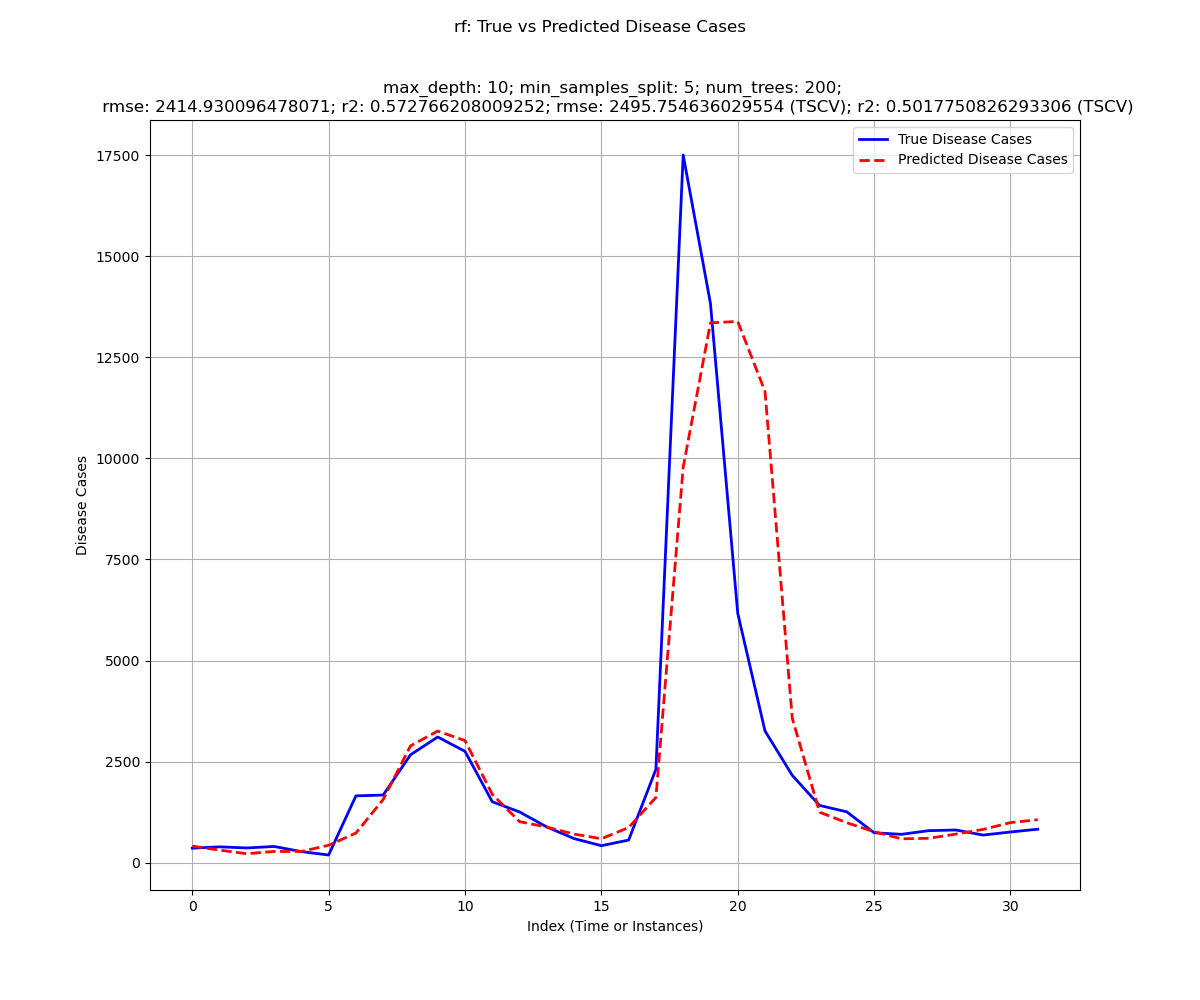 rf: True vs Predicted Disease Cases
max_depth: 10; min_samples_split: 5; num_trees: 200;
rmse: 2414.930096478071; r2: 0.572766208009252; rmse: 2495.754636029554 (TSCV); r2: 0.5017750826293306 (TSCV)
True Disease Cases
Predicted Disease Cases
17500
15000
12500
10000
7500
5000
2500
0
Disease Cases
0 5 10 15 20 25 30
Index (Time or Instances)